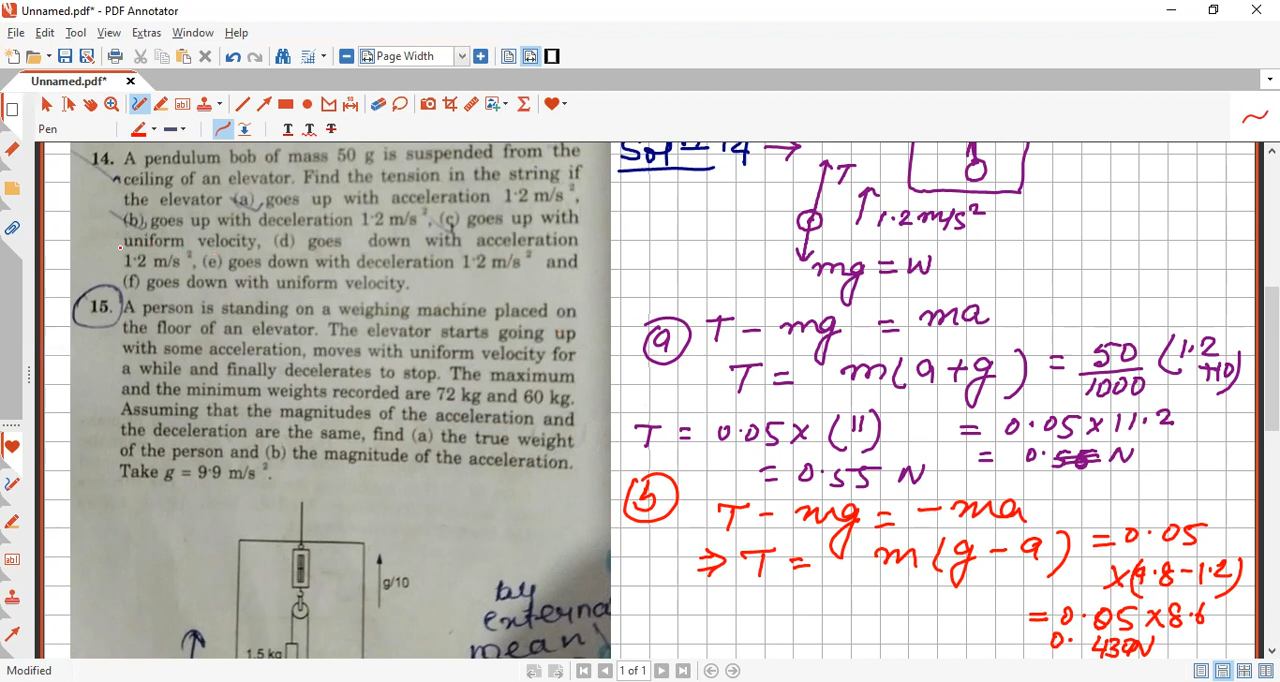 Unnamed.pdf* - PDF Annotator
File Edit Tool View Extras Window Help
Page Width
Unnamed.pdf*
Pen
14. A pendulum bob of mass 50 g is suspended from the
ceiling of an elevator. Find the tension in the string if
the elevator (a) goes up with acceleration 1·2 m/s²,
(b) goes up with deceleration 1·2 m/s², (c) goes up with
uniform velocity, (d) goes down with acceleration
1·2 m/s², (e) goes down with deceleration 1·2 m/s² and
(f) goes down with uniform velocity.
15. A person is standing on a weighing machine placed on
the floor of an elevator. The elevator starts going up
with some acceleration, moves with uniform velocity for
a while and finally decelerates to stop. The maximum
and the minimum weights recorded are 72 kg and 60 kg.
Assuming that the magnitudes of the acceleration and
the deceleration are the same, find (a) the true weight
of the person and (b) the magnitude of the acceleration.
Take g = 9·9 m/s².
g/10
1.5 kg
by
external
mean
14 →
T
1.2 m/s²
mg = W
(a) T - mg = ma
T = m(a+g) = 50/1000 (1.2+10)
T = 0.05 × (11) = 0.05 × 11.2
= 0.55 N
(b) T - mg = -ma
⇒ T = m(g - a) = 0.05
×(9.8-1.2)
= 0.05 × 8.6
0.430N
1 of 1
Modified